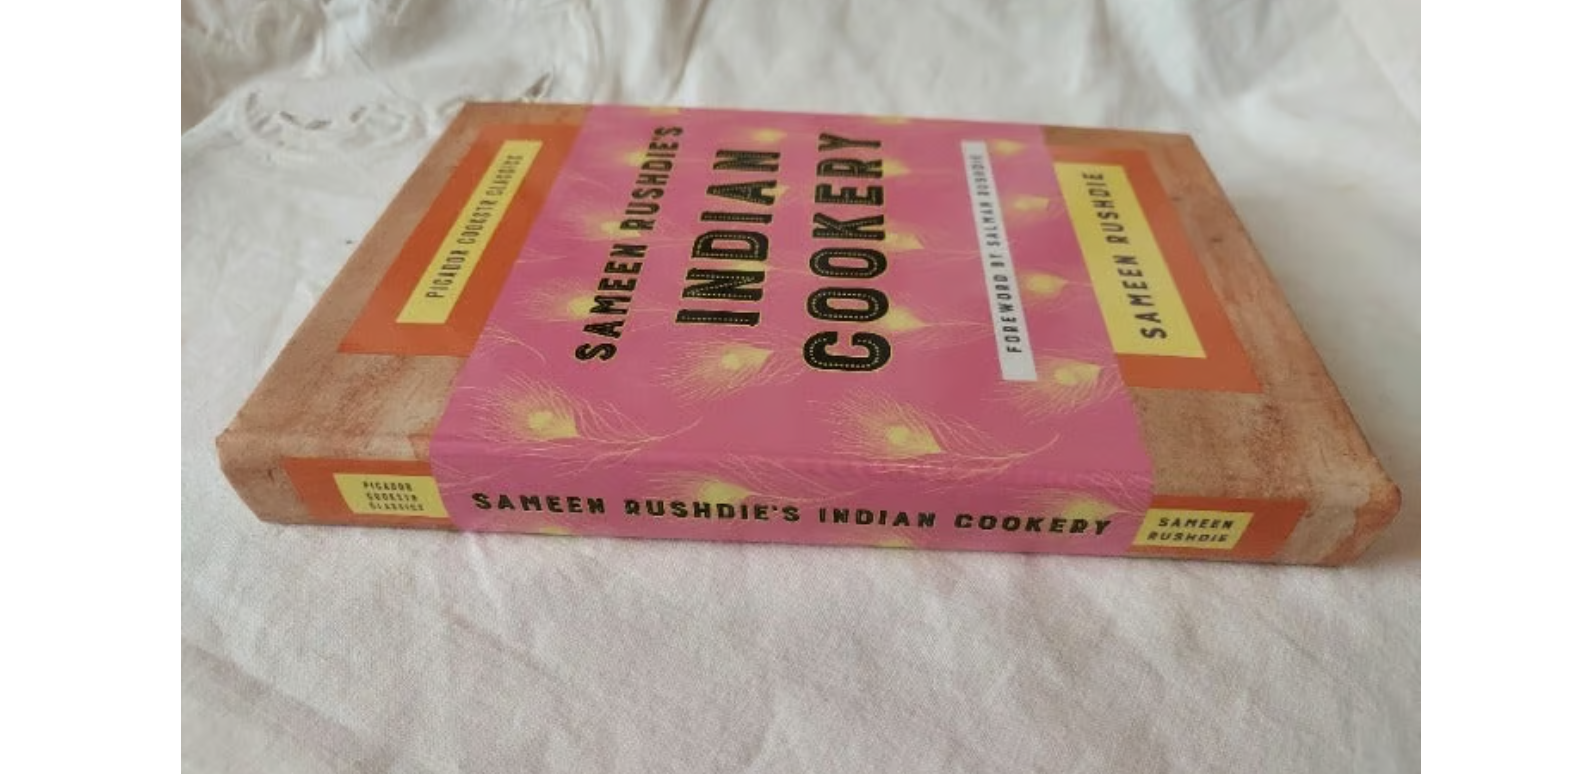 PICADOR COOKSTR CLASSICS
SAMEEN RUSHDIE'S
INDIAN
COOKERY
FOREWORD BY SALMAN RUSHDIE
SAMEEN RUSHDIE
PICADOR
COOKSTR
CLASSICS
SAMEEN RUSHDIE'S INDIAN COOKERY
SAMEEN
RUSHDIE